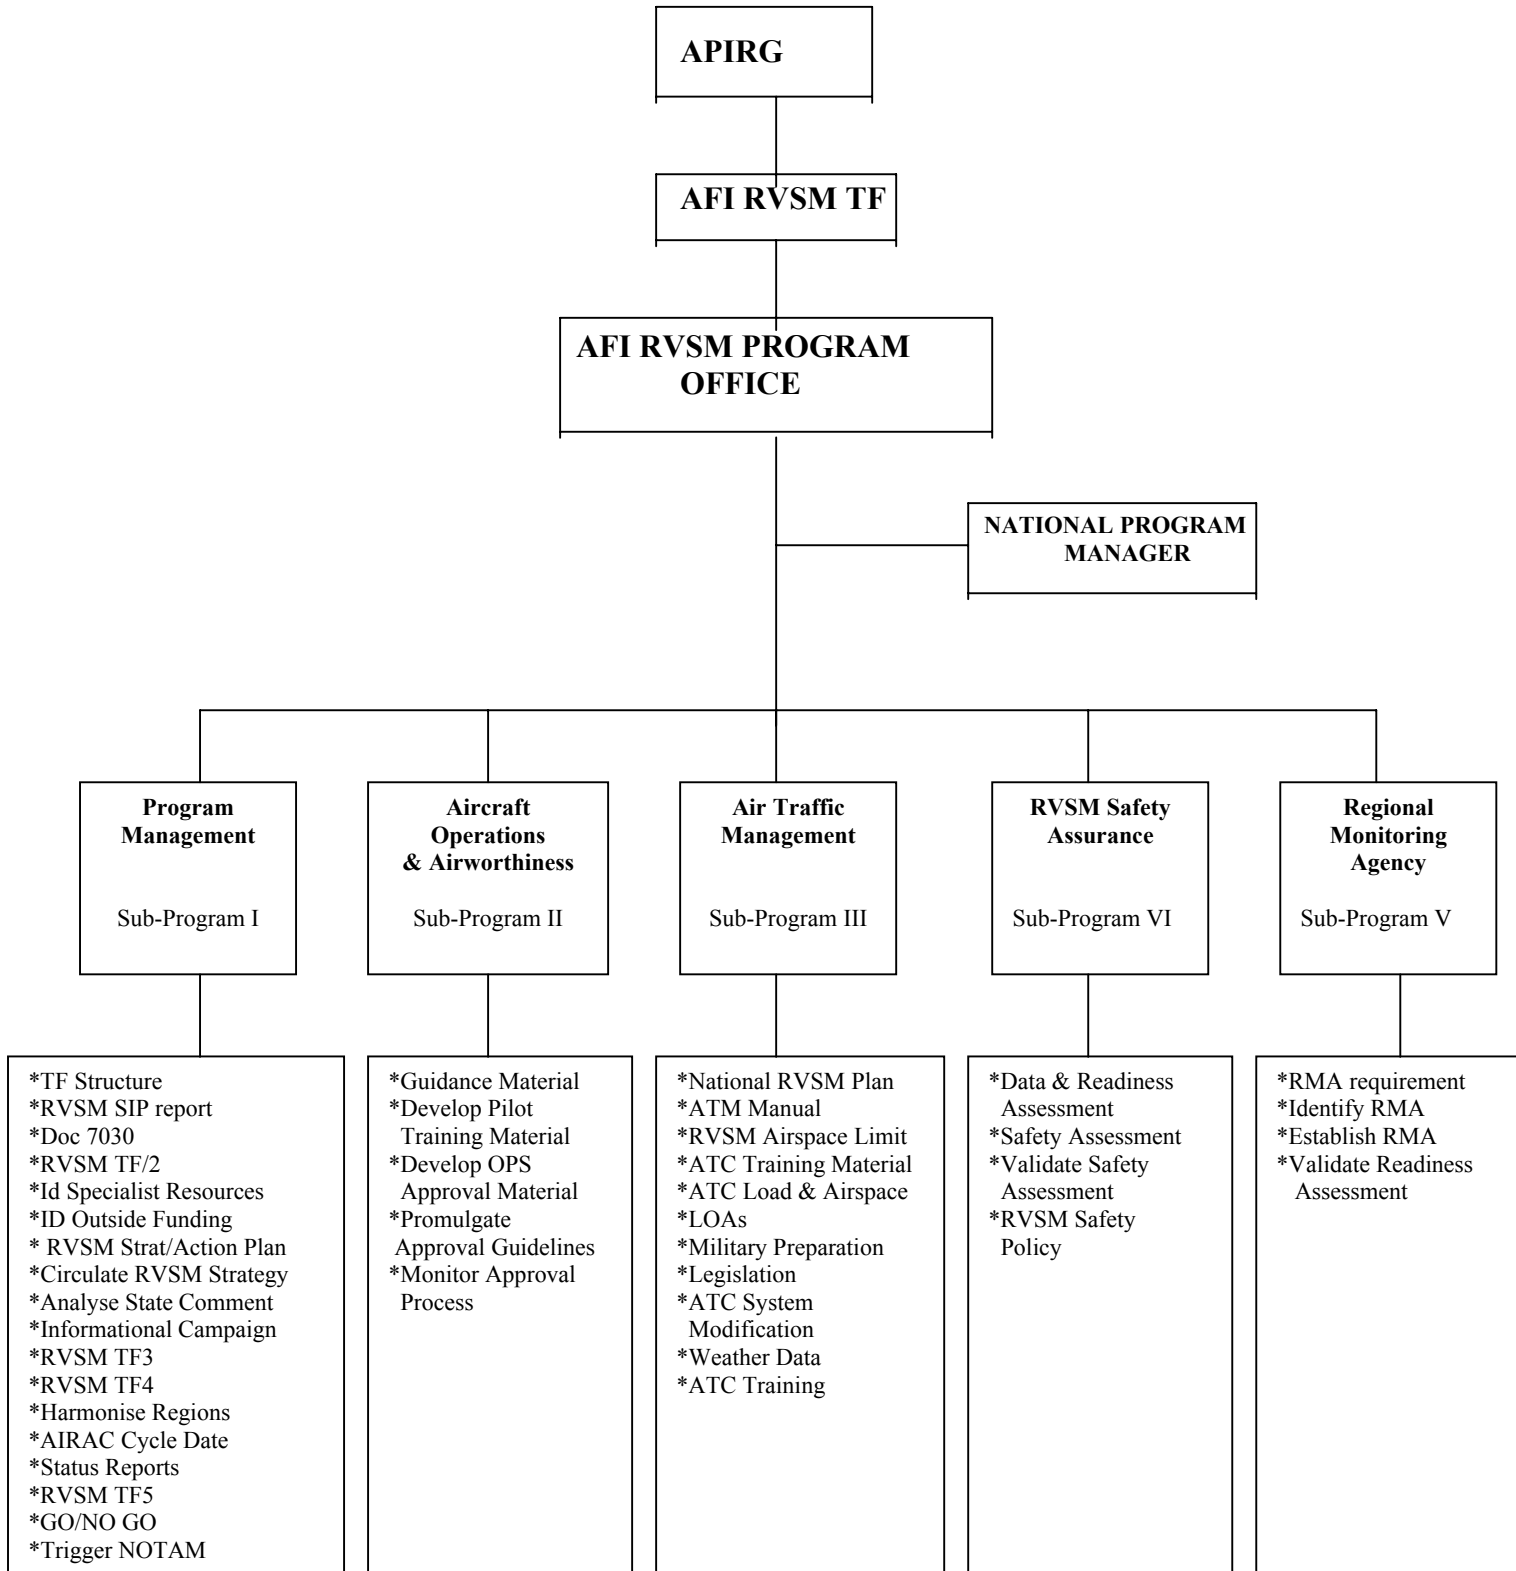 APIRG
AFI RVSM TF
AFI RVSM PROGRAM
OFFICE
NATIONAL PROGRAM
MANAGER
Program
Management
Sub-Program I
Aircraft
Operations
& Airworthiness
Sub-Program II
Air Traffic
Management
Sub-Program III
RVSM Safety
Assurance
Sub-Program VI
Regional
Monitoring
Agency
Sub-Program V
*TF Structure
*RVSM SIP report
*Doc 7030
*RVSM TF/2
*Id Specialist Resources
*ID Outside Funding
* RVSM Strat/Action Plan
*Circulate RVSM Strategy
*Analyse State Comment
*Informational Campaign
*RVSM TF3
*RVSM TF4
*Harmonise Regions
*AIRAC Cycle Date
*Status Reports
*RVSM TF5
*GO/NO GO
*Trigger NOTAM
*Guidance Material
*Develop Pilot
Training Material
*Develop OPS
Approval Material
*Promulgate
Approval Guidelines
*Monitor Approval
Process
*National RVSM Plan
*ATM Manual
*RVSM Airspace Limit
*ATC Training Material
*ATC Load & Airspace
*LOAs
*Military Preparation
*Legislation
*ATC System
Modification
*Weather Data
*ATC Training
*Data & Readiness
Assessment
*Safety Assessment
*Validate Safety
Assessment
*RVSM Safety
Policy
*RMA requirement
*Identify RMA
*Establish RMA
*Validate Readiness
Assessment